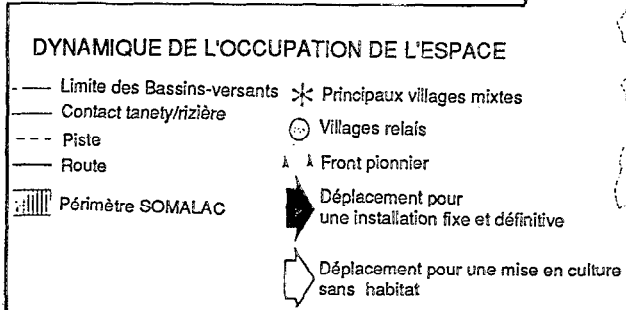 DYNAMIQUE DE L'OCCUPATION DE L'ESPACE
Limite des Bassins-versants
Contact tanety/rizière
Piste
Route
Périmètre SOMALAC
Principaux villages mixtes
Villages relais
Front pionnier
Déplacement pour
une installation fixe et définitive
Déplacement pour une mise en culture
sans habitat